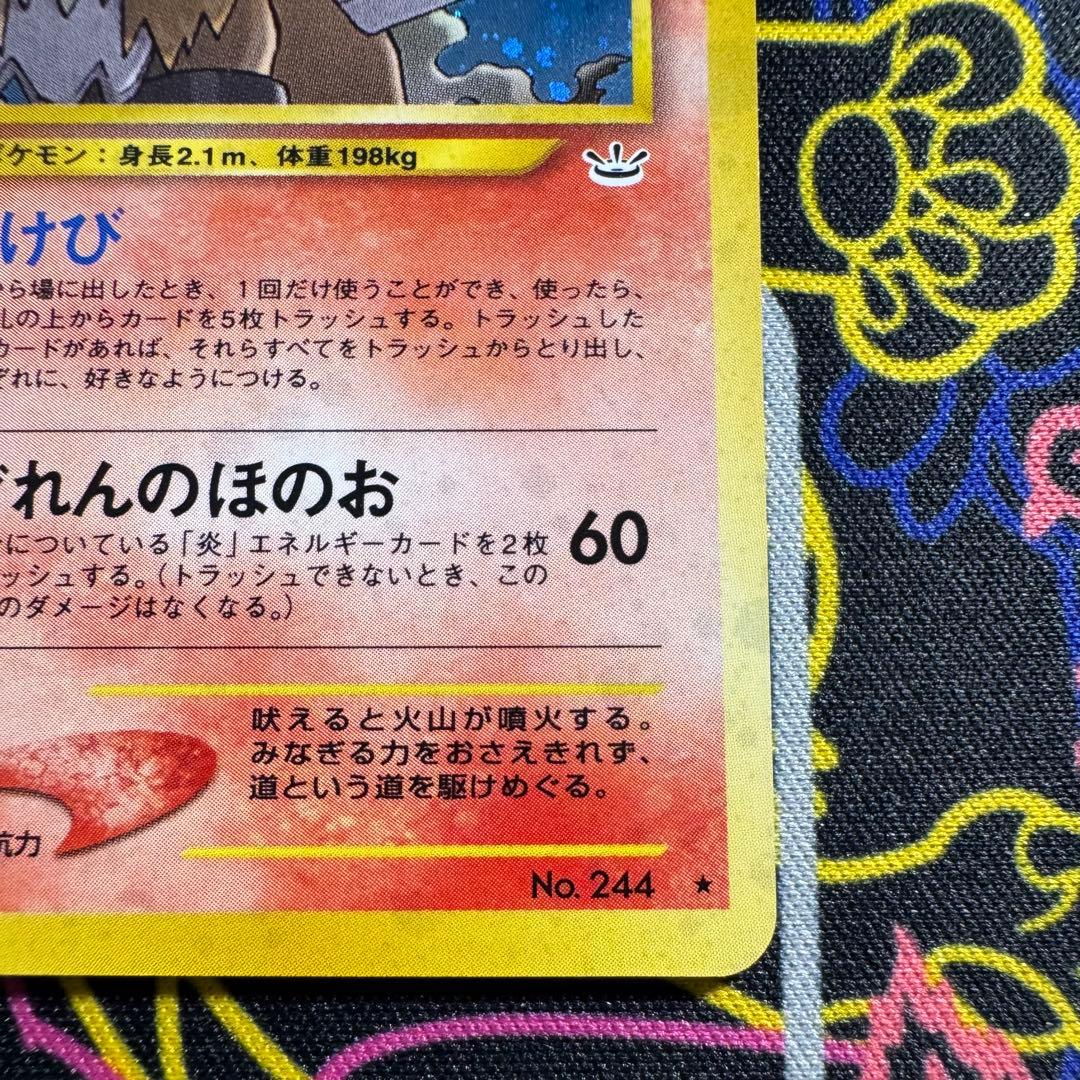 ケモン：身長2.1m、体重198kg
けび
ら場に出したとき、1回だけ使うことができ、使ったら、
の上からカードを5枚トラッシュする。トラッシュした
カードがあれば、それらすべてをトラッシュからとり出し、
ぞれに、好きなようにつける。
れんのほのお
についている「炎」エネルギーカードを2枚
ッシュする。（トラッシュできないとき、この
のダメージはなくなる。）
60
吠えると火山が噴火する。
みなぎる力をおさえきれず、
道という道を駆けめぐる。
抗力
No. 244 ★